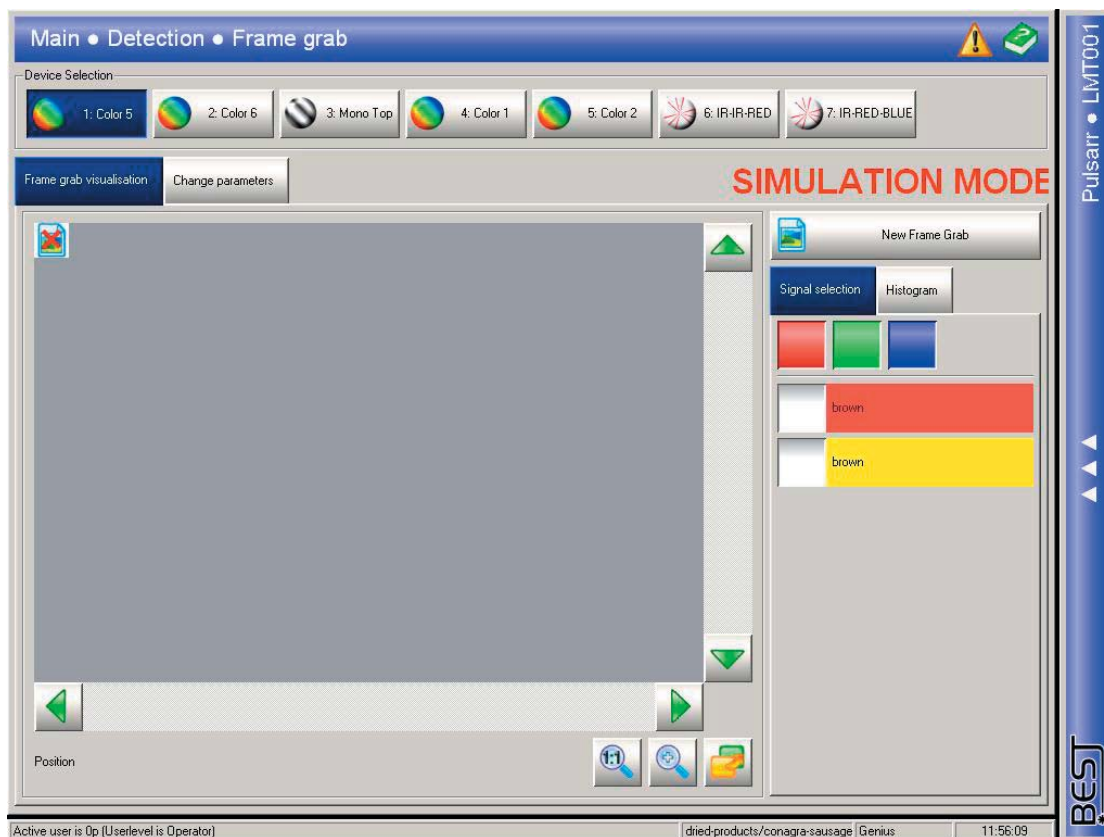 Main ● Detection ● Frame grab
Device Selection
1: Color 5
2: Color 6
3: Mono Top
4: Color 1
5: Color 2
6: IR-IR-RED
7: IR-RED-BLUE
Frame grab visualisation
Change parameters
SIMULATION MODE
New Frame Grab
Signal selection
Histogram
brown
brown
1:1
Position
Active user is Op (Userlevel is Operator)
dried-products/conagra-sausage
Genius
11:56:09
Pulsarr ● LMT001
BEST